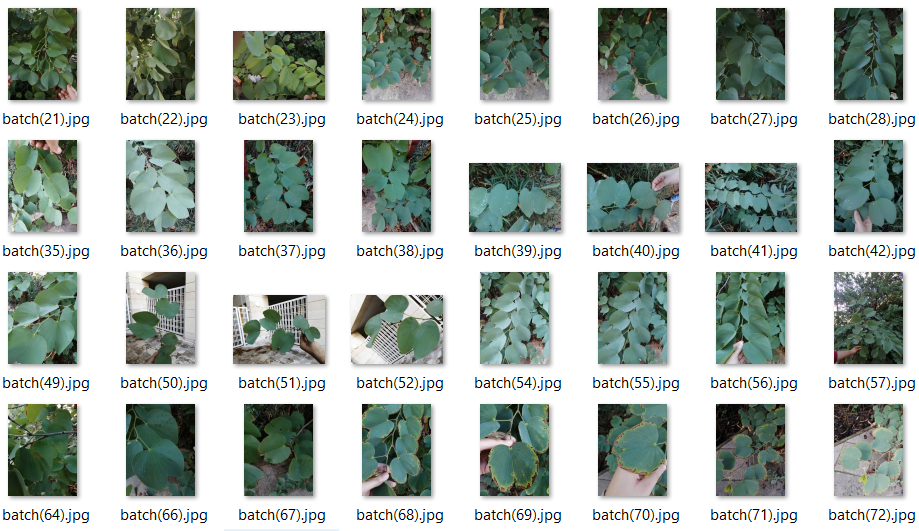 batch(21).jpg batch(22).jpg batch(23).jpg batch(24).jpg batch(25).jpg batch(26).jpg batch(27).jpg batch(28).jpg
batch(35).jpg batch(36).jpg batch(37).jpg batch(38).jpg batch(39).jpg batch(40).jpg batch(41).jpg batch(42).jpg
batch(49).jpg batch(50).jpg batch(51).jpg batch(52).jpg batch(54).jpg batch(55).jpg batch(56).jpg batch(57).jpg
batch(64).jpg batch(66).jpg batch(67).jpg batch(68).jpg batch(69).jpg batch(70).jpg batch(71).jpg batch(72).jpg